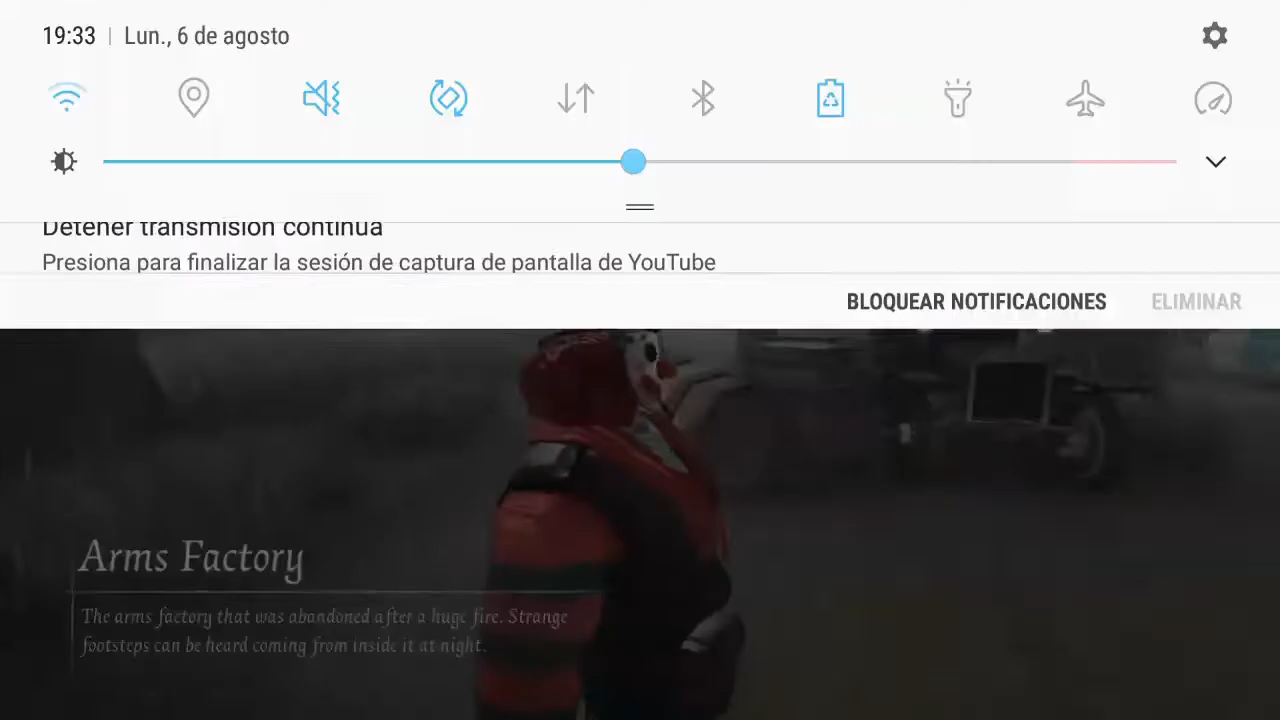 19:33 | Lun., 6 de agosto
Detener transmisión continua
Presiona para finalizar la sesión de captura de pantalla de YouTube
BLOQUEAR NOTIFICACIONES ELIMINAR
Arms Factory
The arms factory that was abandoned after a huge fire. Strange
footsteps can be heard coming from inside it at night.